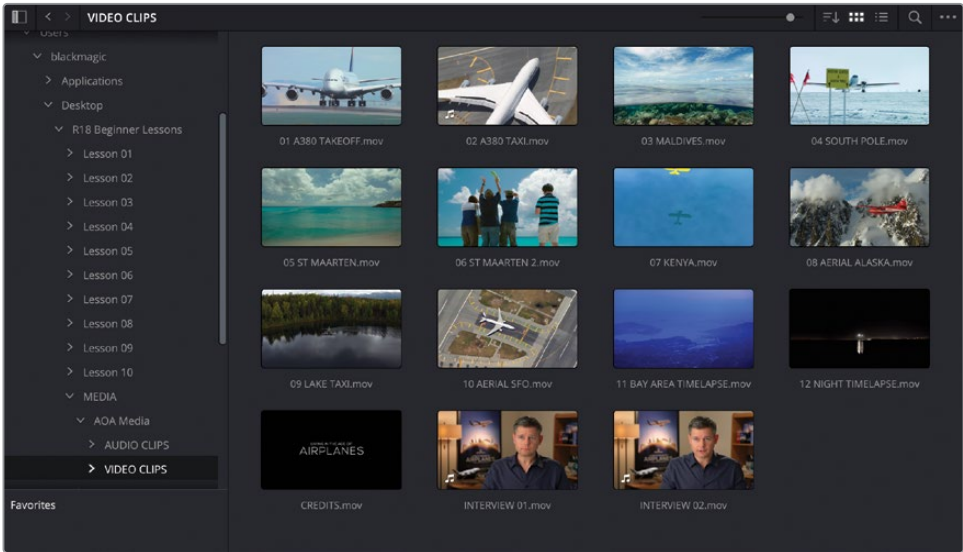 VIDEO CLIPS
Users
blackmagic
Applications
Desktop
R18 Beginner Lessons
Lesson 01
Lesson 02
Lesson 03
Lesson 04
Lesson 05
Lesson 06
Lesson 07
Lesson 08
Lesson 09
Lesson 10
MEDIA
AOA Media
AUDIO CLIPS
VIDEO CLIPS
Favorites
01 A380 TAKEOFF.mov
02 A380 TAXI.mov
03 MALDIVES.mov
04 SOUTH POLE.mov
05 ST MAARTEN.mov
06 ST MAARTEN 2.mov
07 KENYA.mov
08 AERIAL ALASKA.mov
09 LAKE TAXI.mov
10 AERIAL SFO.mov
11 BAY AREA TIMELAPSE.mov
12 NIGHT TIMELAPSE.mov
AIRPLANES
CREDITS.mov
INTERVIEW 01.mov
INTERVIEW 02.mov